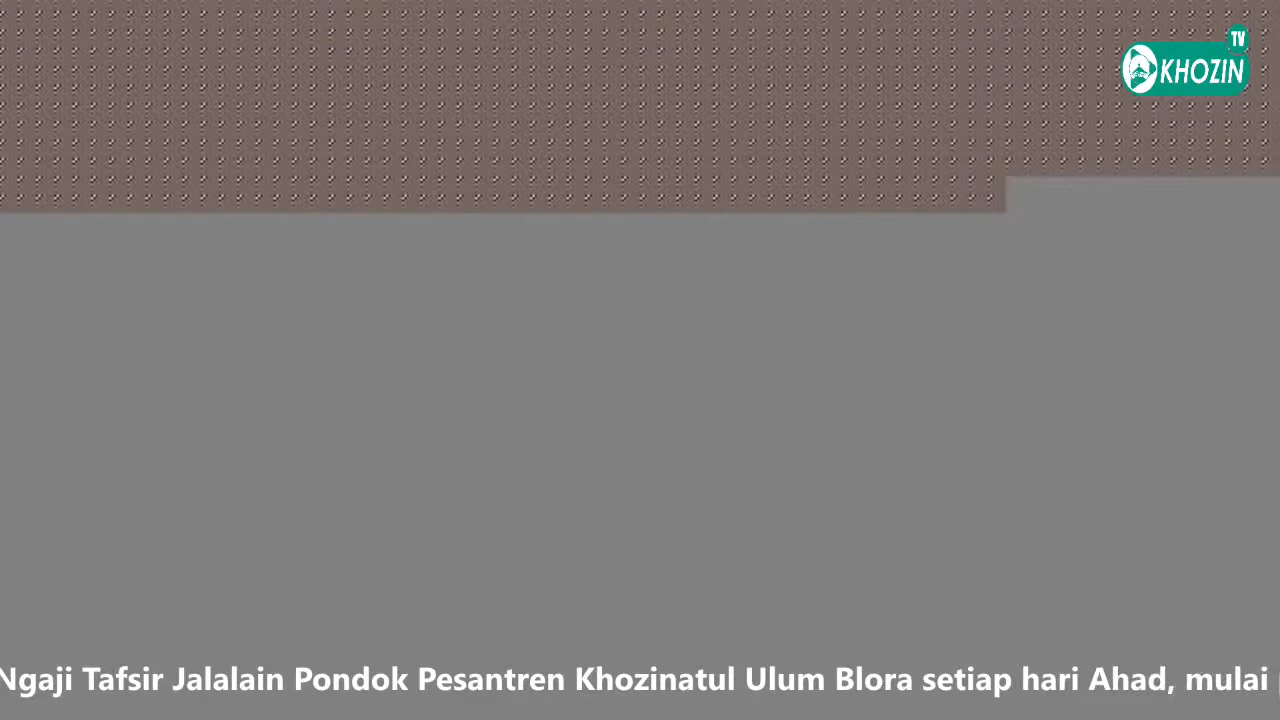 TV
KHOZIN
Ngaji Tafsir Jalalain Pondok Pesantren Khozinatul Ulum Blora setiap hari Ahad, mulai